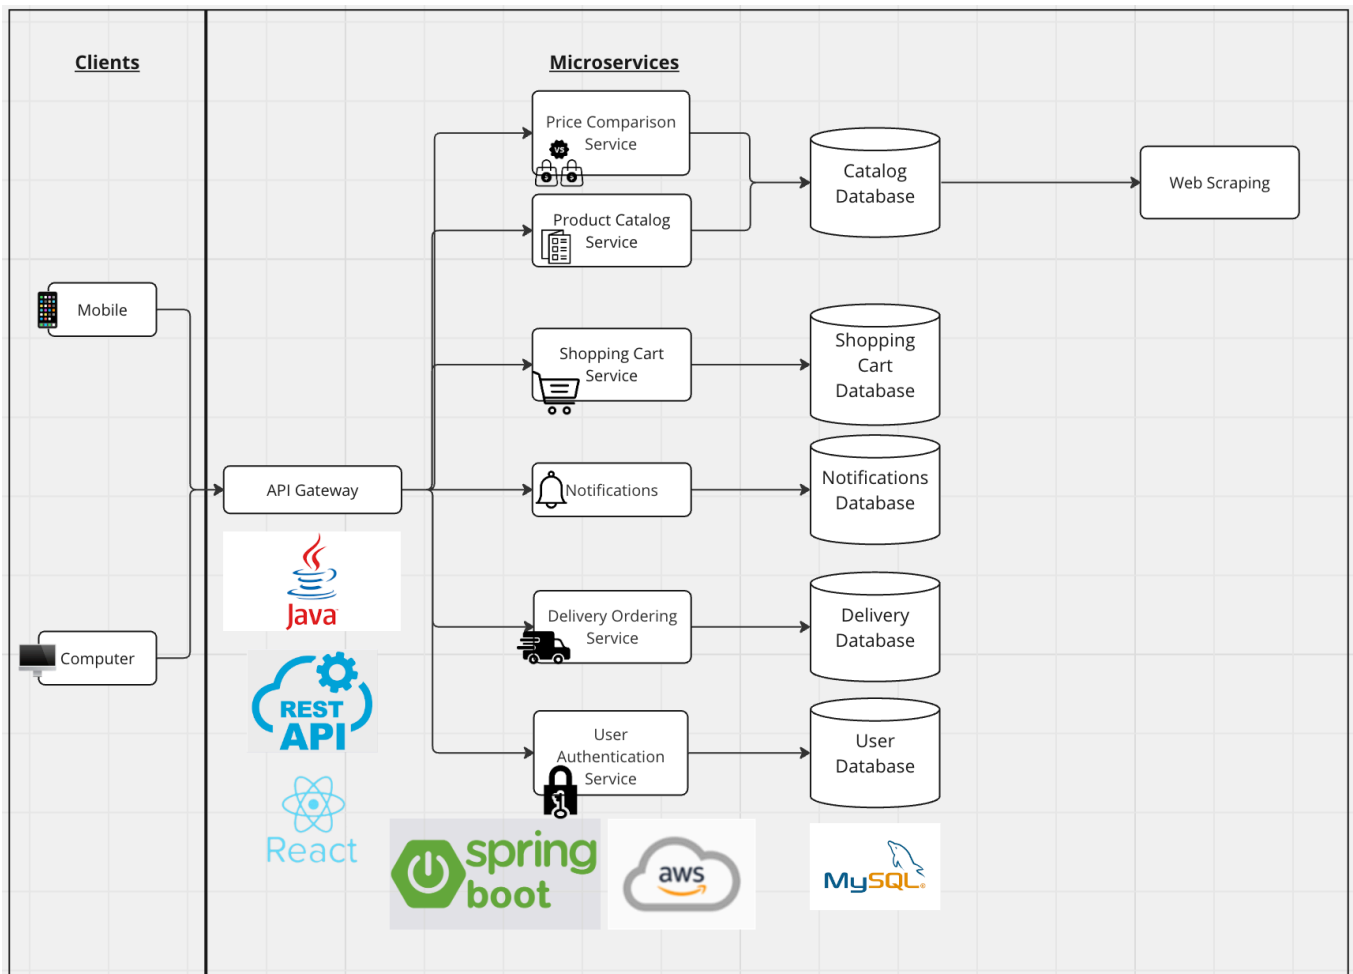 Clients
Microservices
Price Comparison
Service
VS
Product Catalog
Service
Catalog
Database
Web Scraping
Mobile
Shopping Cart
Service
Shopping
Cart
Database
API Gateway
Notifications
Notifications
Database
Java
Computer
Delivery Ordering
Service
Delivery
Database
REST
API
User
Authentication
Service
User
Database
React
spring
boot
aws
MySQL